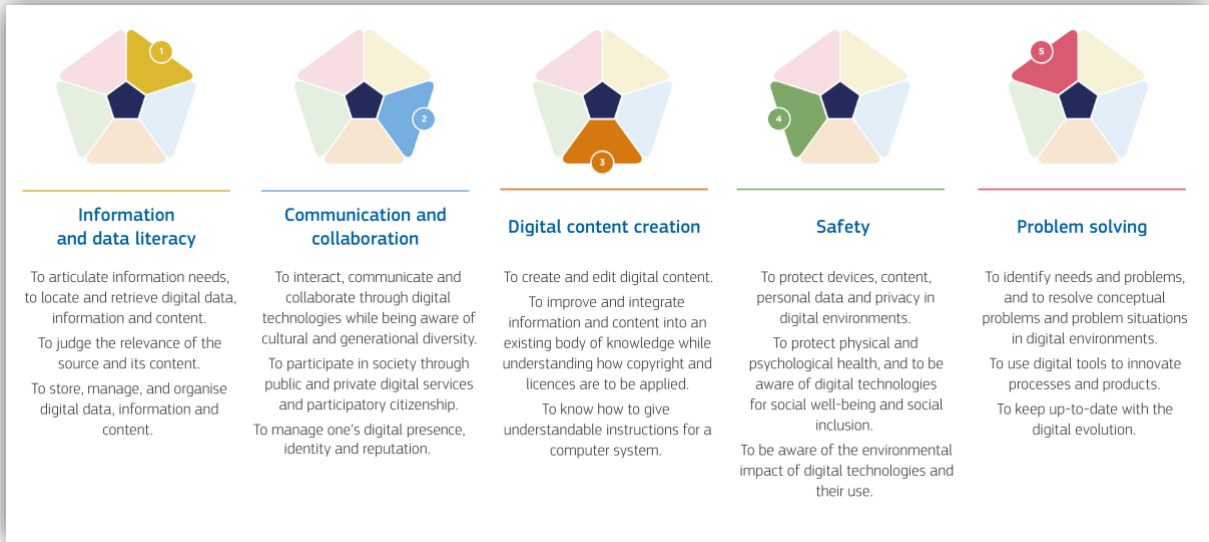 1
Information
and data literacy
To articulate information needs,
to locate and retrieve digital data,
information and content.
To judge the relevance of the
source and its content.
To store, manage, and organise
digital data, information and
content.
2
Communication and
collaboration
To interact, communicate and
collaborate through digital
technologies while being aware of
cultural and generational diversity.
To participate in society through
public and private digital services
and participatory citizenship.
To manage one's digital presence,
identity and reputation.
3
Digital content creation
To create and edit digital content.
To improve and integrate
information and content into an
existing body of knowledge while
understanding how copyright and
licences are to be applied.
To know how to give
understandable instructions for a
computer system.
4
Safety
To protect devices, content,
personal data and privacy in
digital environments.
To protect physical and
psychological health, and to be
aware of digital technologies
for social well-being and social
inclusion.
To be aware of the environmental
impact of digital technologies and
their use.
5
Problem solving
To identify needs and problems,
and to resolve conceptual
problems and problem situations
in digital environments.
To use digital tools to innovate
processes and products.
To keep up-to-date with the
digital evolution.